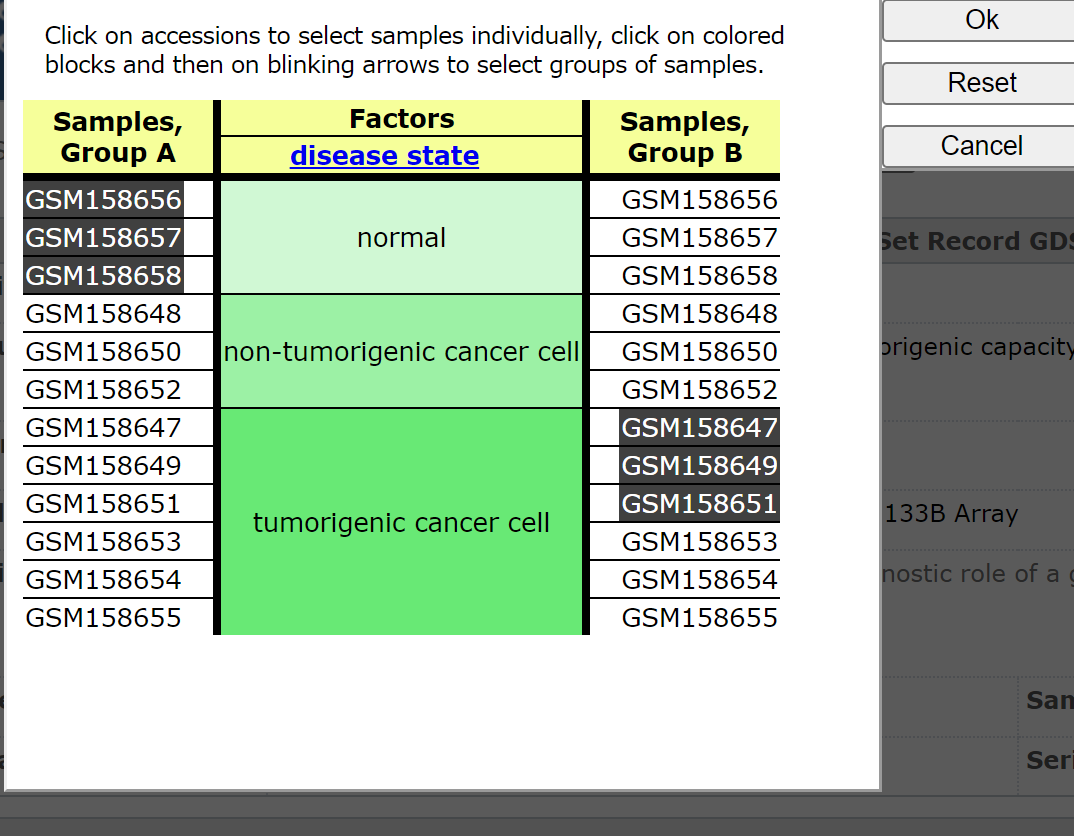 Click on accessions to select samples individually, click on colored
blocks and then on blinking arrows to select groups of samples.
Ok
Reset
Cancel
Samples,
Group A
Factors
disease state
Samples,
Group B
GSM158656
GSM158657
GSM158658
GSM158648
GSM158650
GSM158652
GSM158647
GSM158649
GSM158651
GSM158653
GSM158654
GSM158655
normal
non-tumorigenic cancer cell
tumorigenic cancer cell
GSM158656
GSM158657
GSM158658
GSM158648
GSM158650
GSM158652
GSM158647
GSM158649
GSM158651
GSM158653
GSM158654
GSM158655
Set Record GDS
origenic capacity
133B Array
nostic role of a g
Sam
Seri